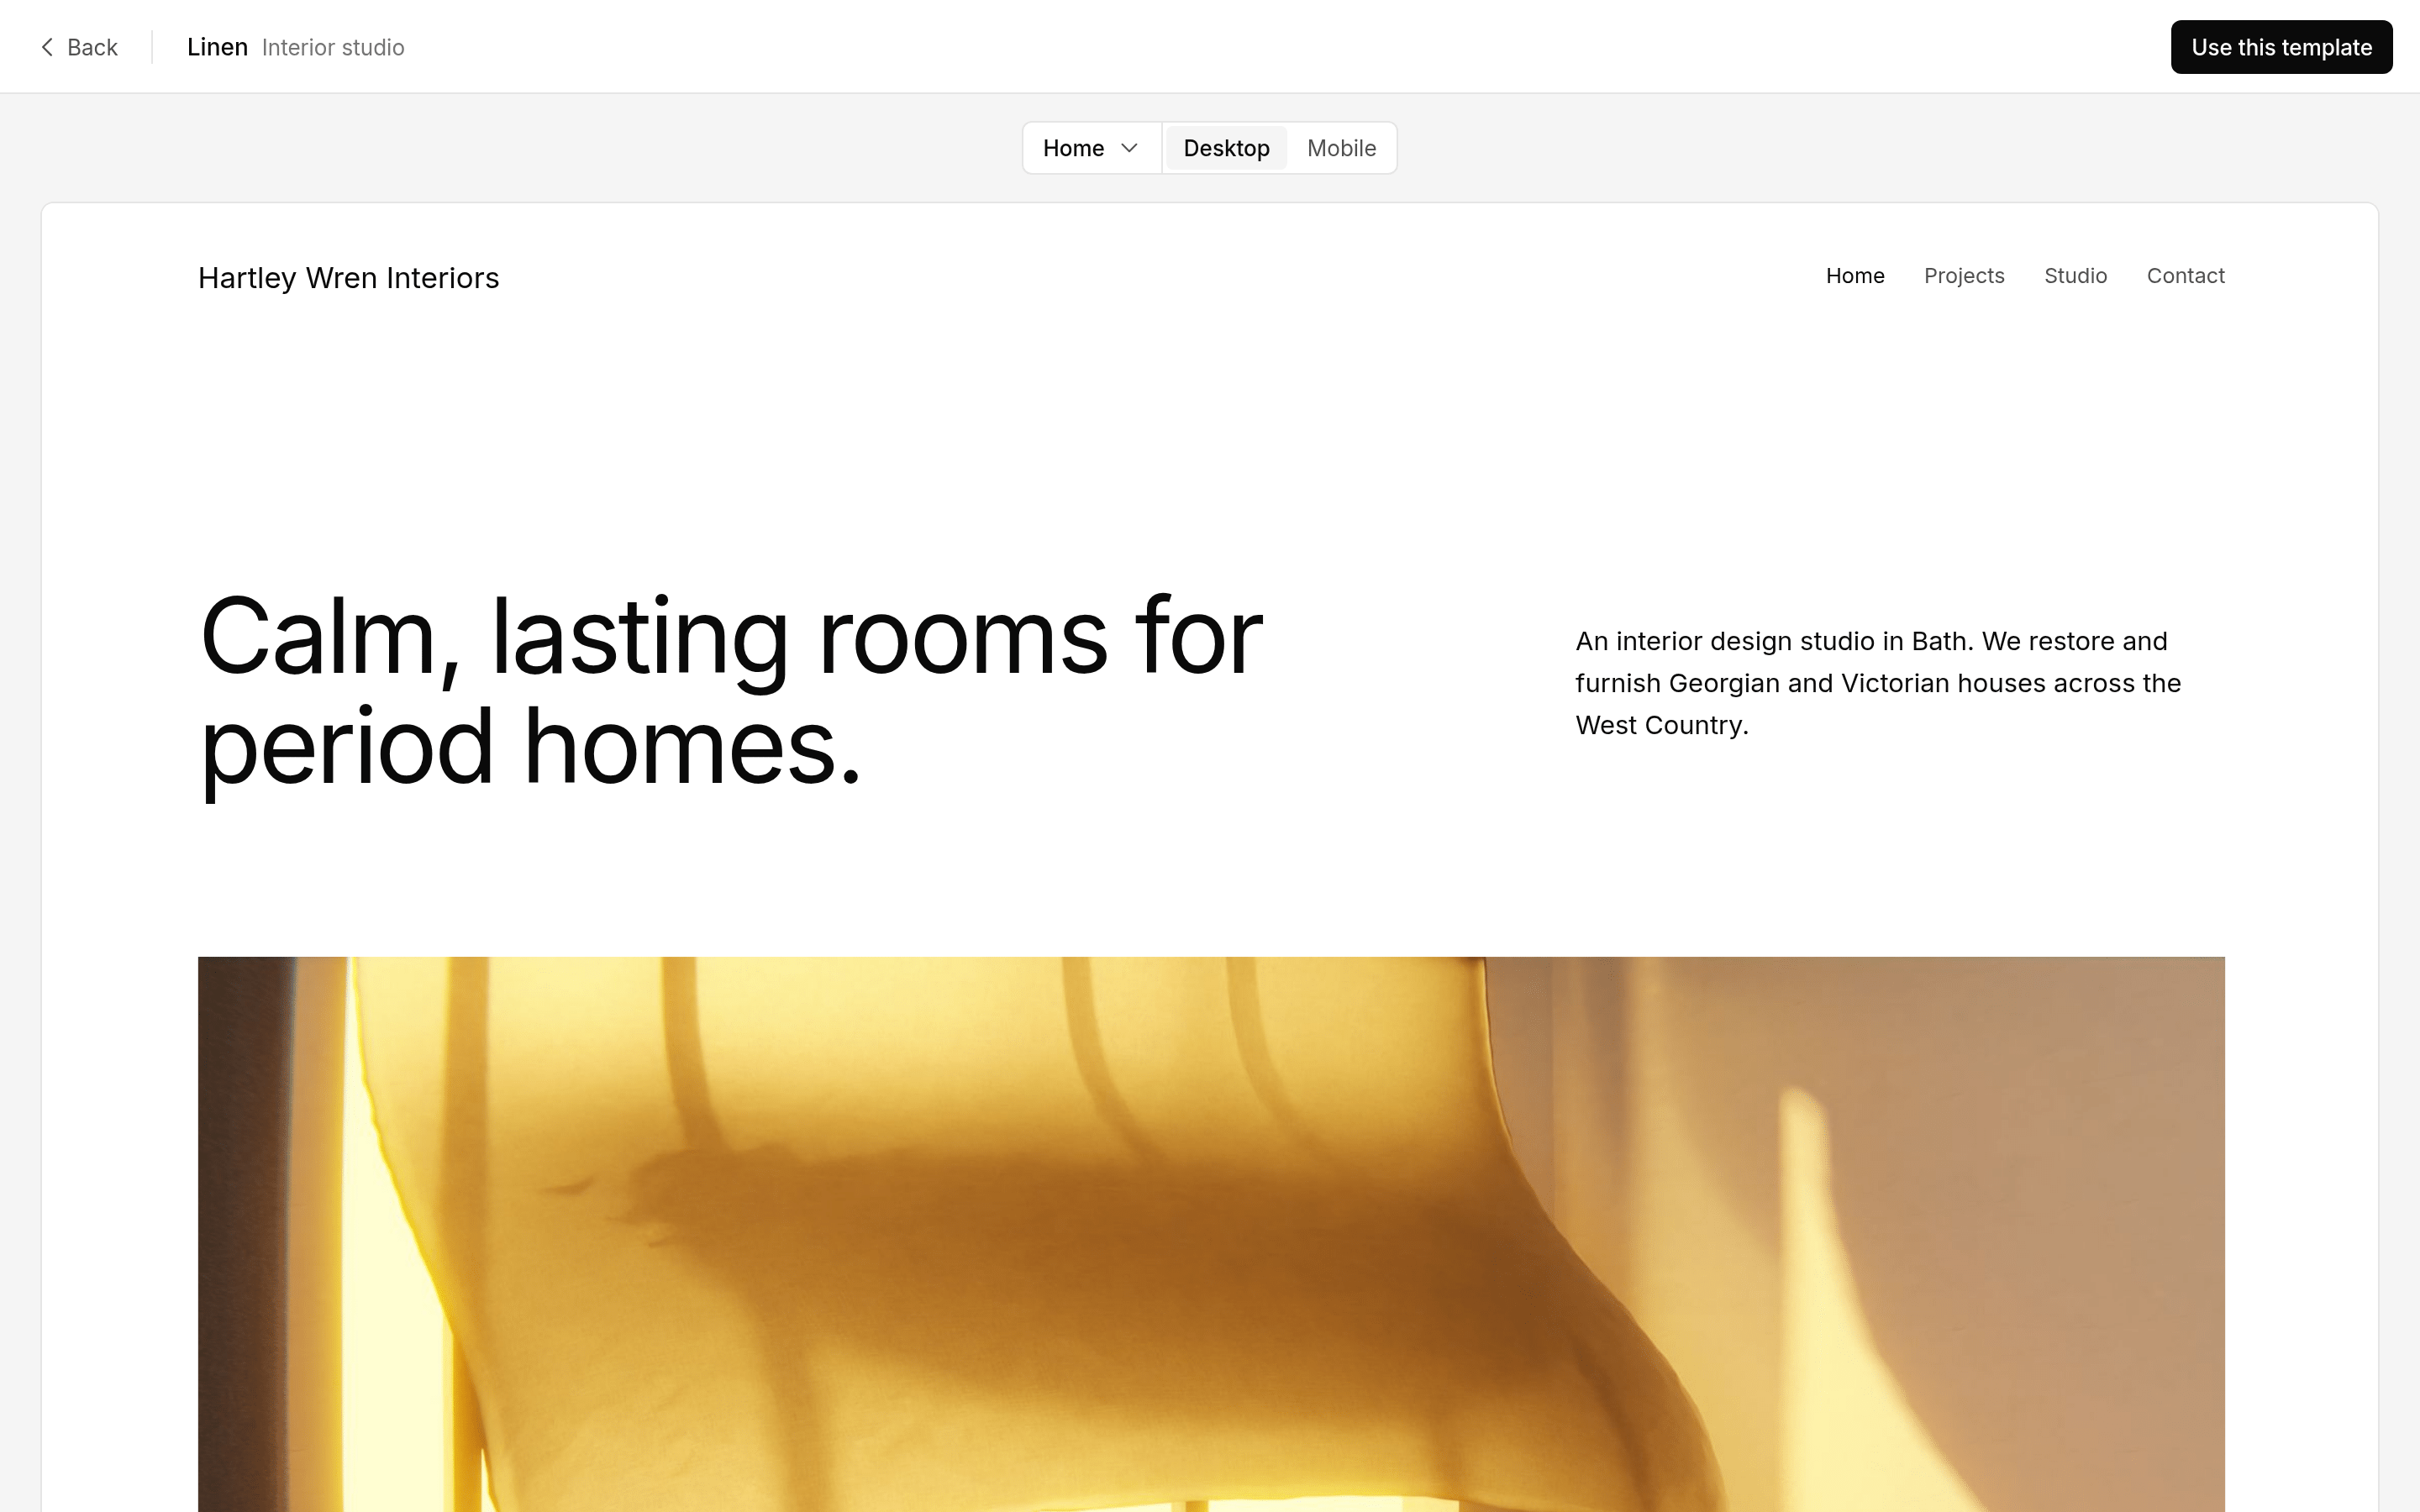 Back
Linen Interior studio
Use this template
Home
Desktop
Mobile
Hartley Wren Interiors
Home
Projects
Studio
Contact
Calm, lasting rooms for
period homes.
An interior design studio in Bath. We restore and
furnish Georgian and Victorian houses across the
West Country.